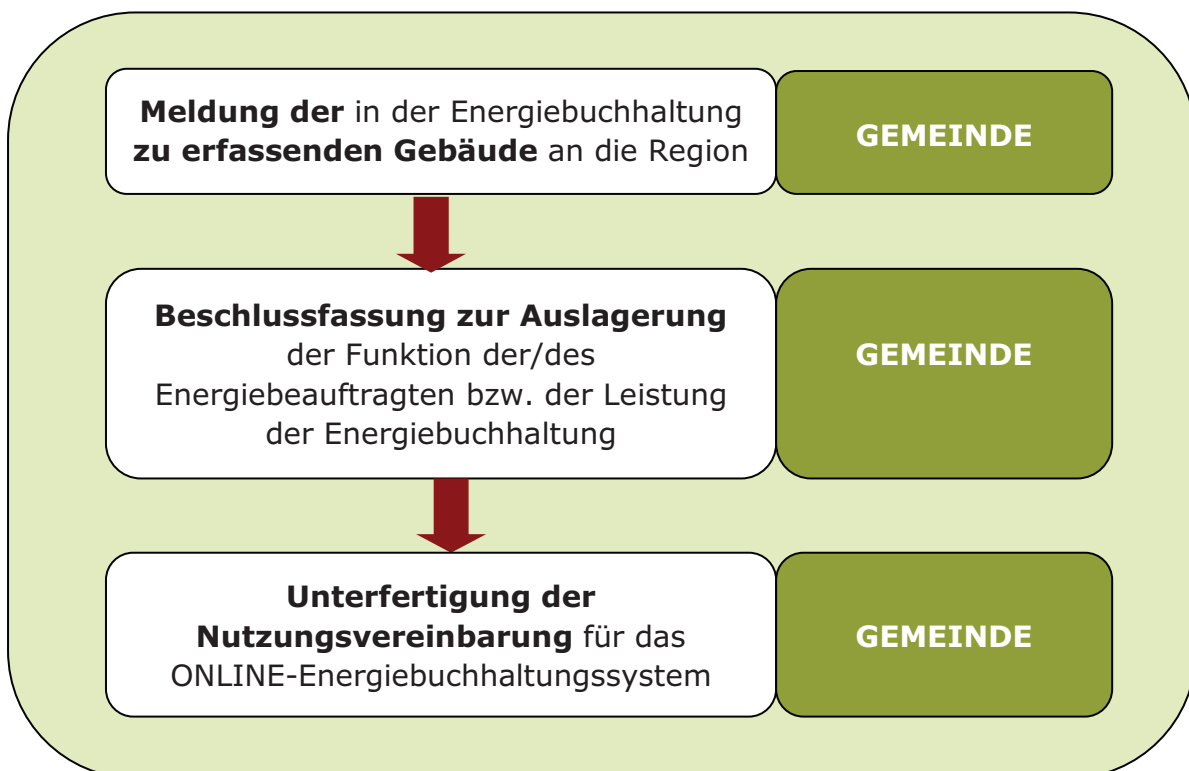 Meldung der in der Energiebuchhaltung
zu erfassenden Gebäude an die Region
GEMEINDE
Beschlussfassung zur Auslagerung
der Funktion der/des
Energiebeauftragten bzw. der Leistung
der Energiebuchhaltung
GEMEINDE
Unterfertigung der
Nutzungsvereinbarung für das
ONLINE-Energiebuchhaltungssystem
GEMEINDE